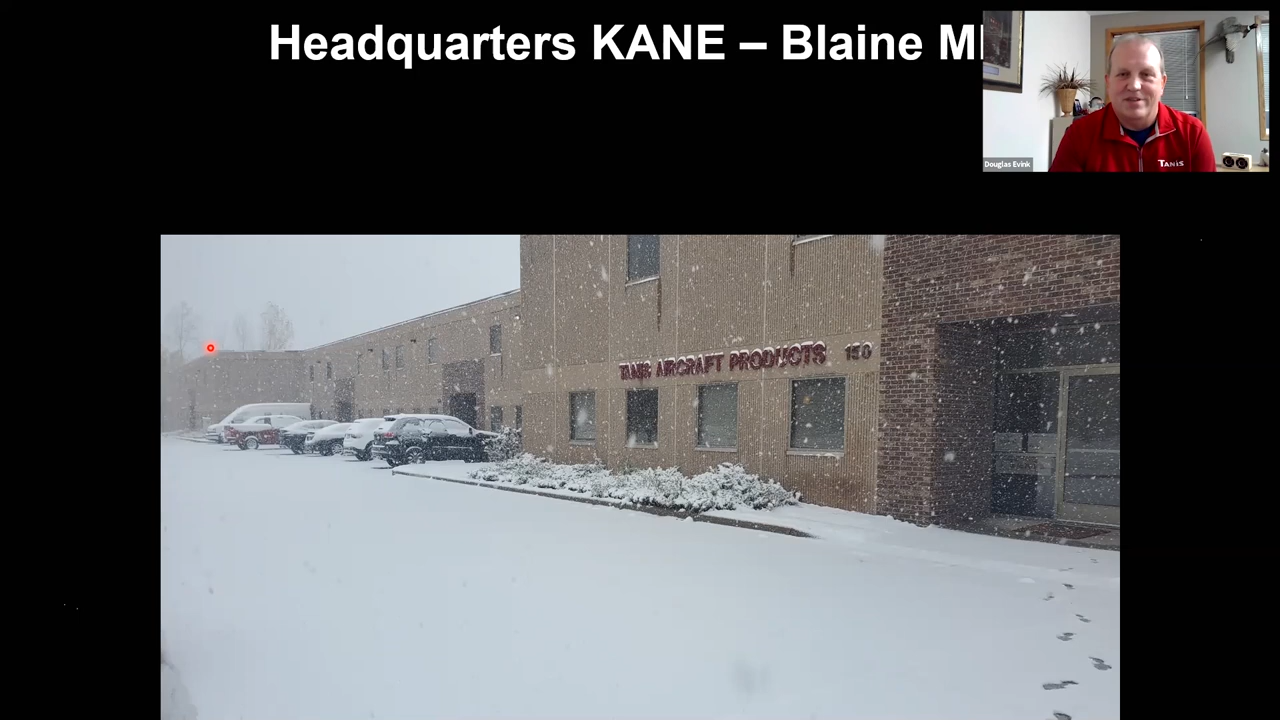 Headquarters KANE – Blaine M
Douglas Evink
TANIS
TANIS AIRCRAFT PRODUCTS 150